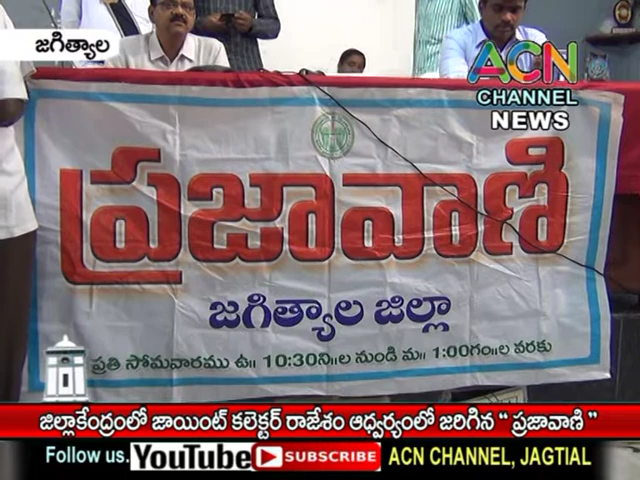 జగిత్యాల
ACN
CHANNEL
NEWS
ప్రజావాణి
జగిత్యాల జిల్లా
ప్రతి సోమవారము ఉ॥ 10:30ని॥ల నుండి మ॥ 1:00గం॥ల వరకు
జిల్లాకేంద్రంలో జాయింట్ కలెక్టర్ రాజేశం ఆధ్వర్యంలో జరిగిన " ప్రజావాణి "
Follow us. YouTube SUBSCRIBE ACN CHANNEL, JAGTIAL